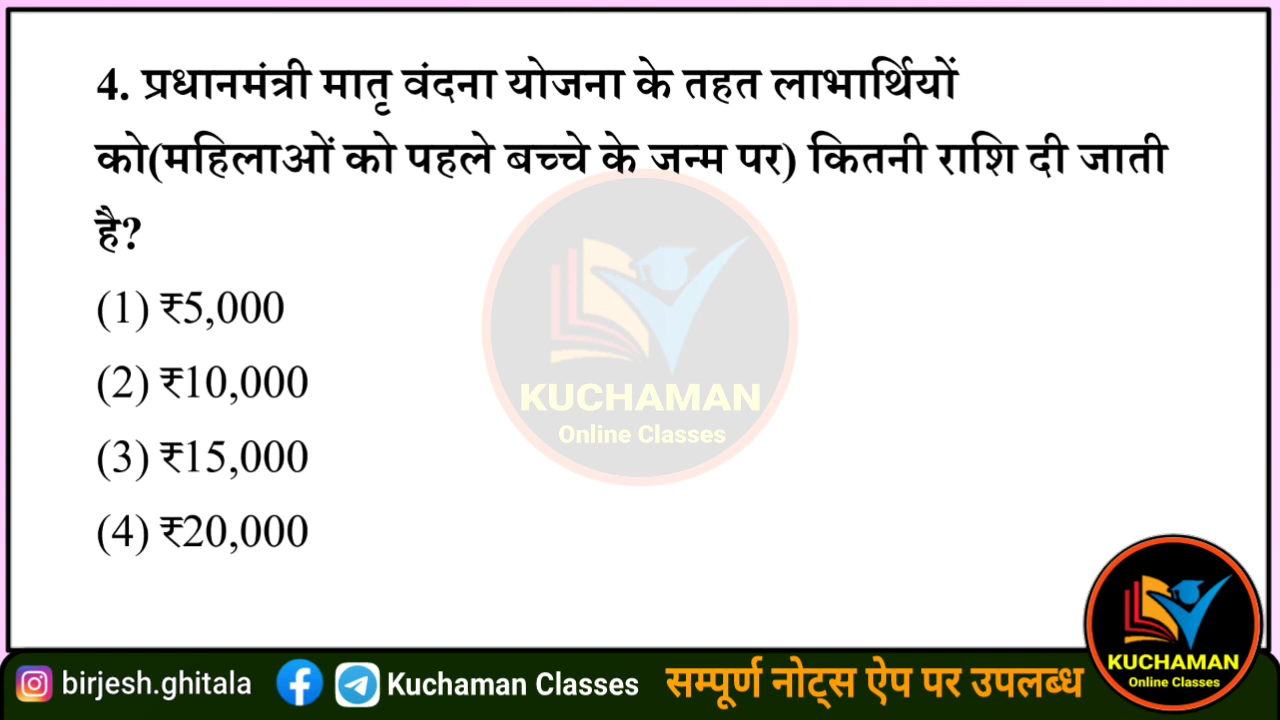 4. प्रधानमंत्री मातृ वंदना योजना के तहत लाभार्थियों
को(महिलाओं को पहले बच्चे के जन्म पर) कितनी राशि दी जाती
है?
(1) ₹5,000
(2) ₹10,000
(3) ₹15,000
(4) ₹20,000
KUCHAMAN
Online Classes
KUCHAMAN
Online Classes
birjesh.ghitala
Kuchaman Classes
सम्पूर्ण नोट्स ऐप पर उपलब्ध